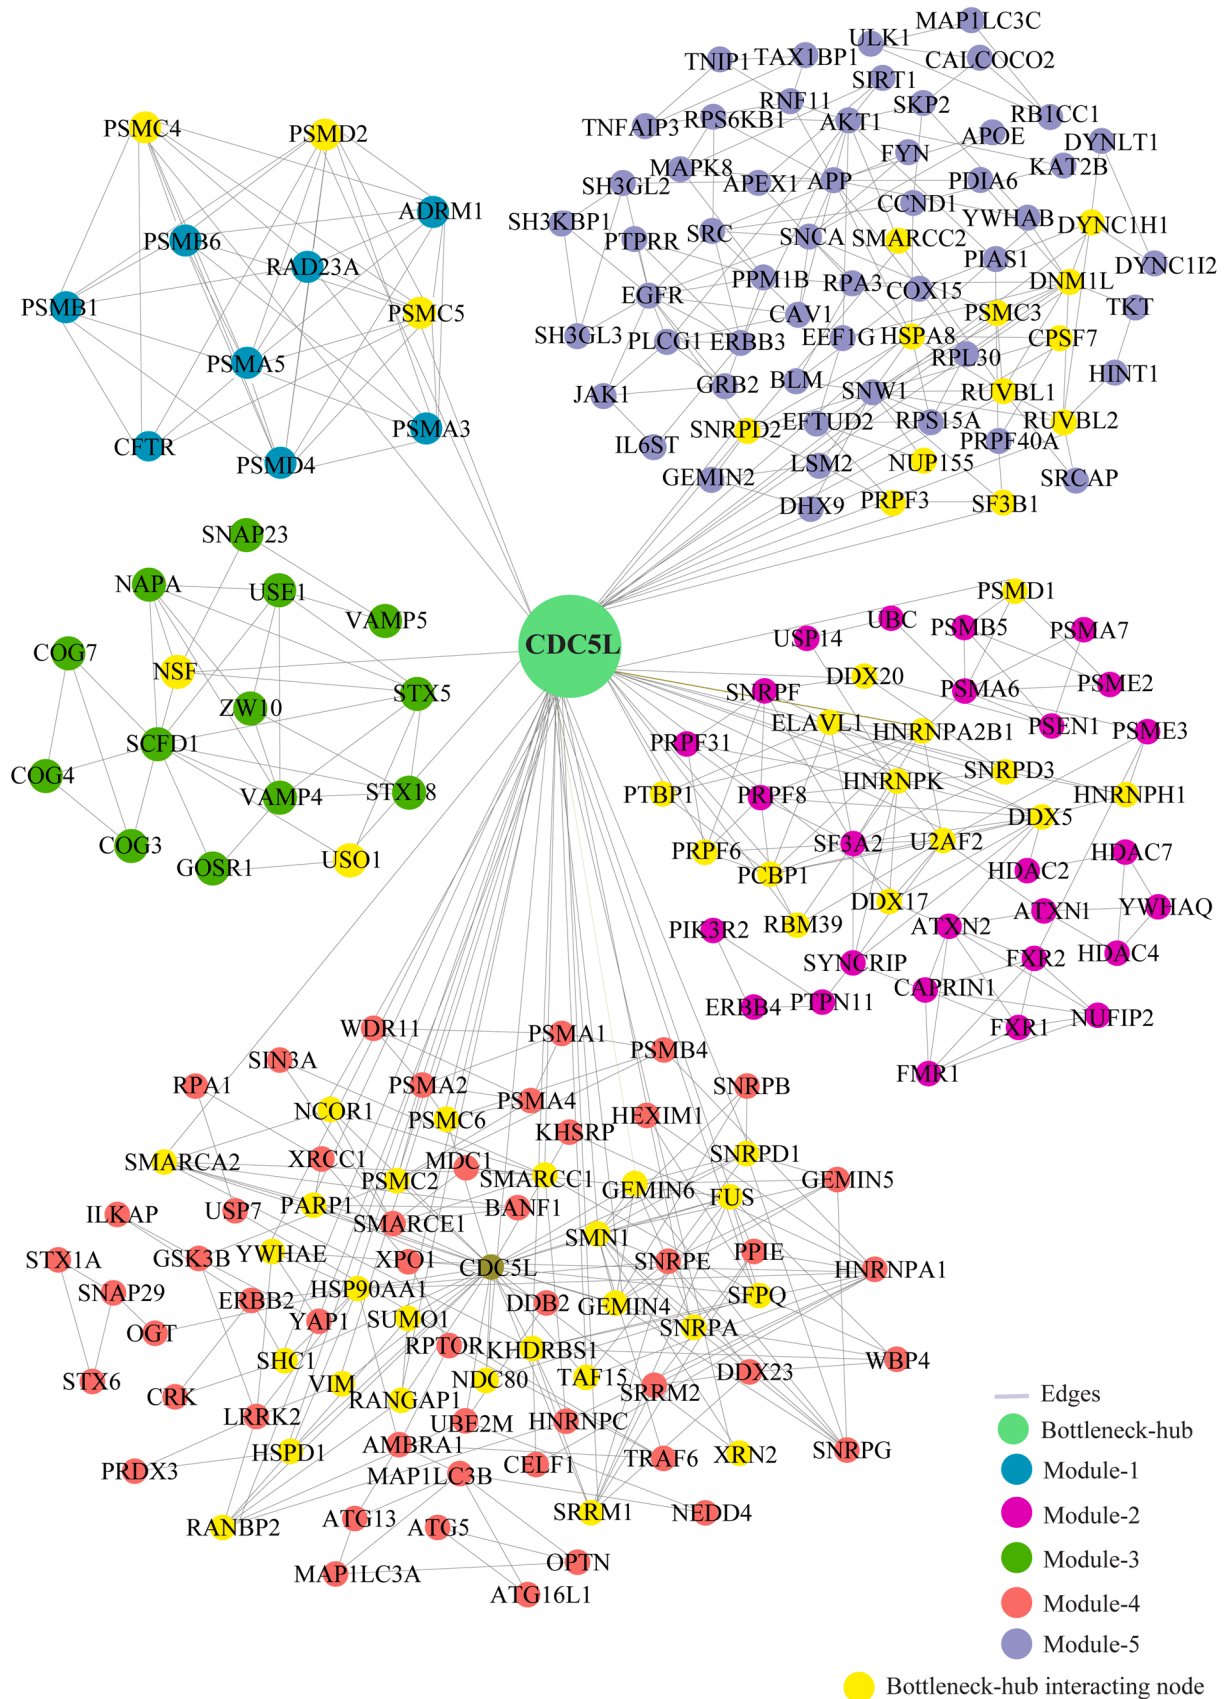 MAP1LC3C
ULK1
TNIP1
TAX1BP1
CALCOCO2
SIRT1
RNF11
SKP2
RB1CC1
TNFAIP3
RPS6KB1
AKT1
APOE
DYNLT1
FYN
MAPK8
KAT2B
SH3GL2
APEX1
APP
PDIA6
CCND1
SH3KBP1
YWHAB
DYNC1H1
PTPRR
SRC
SNCA
SMARCC2
PIAS1
DYNC1I2
PPM1B
RPA3
COX15
DNM1L
EGFR
TKT
CAV1
PSMC3
SH3GL3
PLCG1
ERBB3
EEF1G
HSPA8
CPSF7
RPL30
GRB2
BLM
SNW1
HINT1
JAK1
RUVBL1
SNRPD2
EFTUD2
RPS15A
RUVBL2
IL6ST
PRPF40A
GEMIN2
LSM2
NUP155
SRCAP
DHX9
PRPF3
SF3B1
PSMC4
PSMD2
ADRM1
PSMB6
RAD23A
PSMB1
PSMC5
PSMA5
PSMA3
CFTR
PSMD4
SNAP23
NAPA
USE1
VAMP5
COG7
NSF
STX5
ZW10
SCFD1
COG4
VAMP4
STX18
COG3
GOSR1
USO1
CDC5L
PSMD1
UBC
USP14
PSMB5
PSMA7
DDX20
SNRPF
PSMA6
PSME2
ELAVL1
HNRNPA2B1
PSEN1
PSME3
PRPF31
SNRPD3
HNRNPK
PTBP1
PRPF8
HNRNPH1
DDX5
PRPF6
SF3A2
U2AF2
HDAC7
PCBP1
HDAC2
DDX17
ATXN1
YWHAQ
PIK3R2
RBM39
ATXN2
SYNCRIP
FXR2
HDAC4
CAPRIN1
ERBB4
PTPN11
FXR1
NUFIP2
FMR1
WDR11
PSMA1
PSMB4
SIN3A
RPA1
PSMA2
SNRPB
NCOR1
PSMA4
HEXIM1
PSMC6
KHSRP
SMARCA2
XRCC1
MDC1
SNRPD1
PSMC2
SMARCC1
GEMIN6
GEMIN5
ILKAP
USP7
PARP1
BANF1
FUS
SMARCE1
SMN1
STX1A
GSK3B
YWHAE
XPO1
CDC5L
SNRPE
PPIE
HNRNPA1
SNAP29
ERBB2
HSP90AA1
DDB2
GEMIN4
SFPQ
OGT
YAP1
SUMO1
SNRPA
RPTOR
KHDRBS1
STX6
SHC1
WBP4
CRK
VIM
NDC80
TAF15
DDX23
RANGAP1
SRRM2
LRRK2
UBE2M
HNRNPC
PRDX3
HSPD1
AMBRA1
TRAF6
XRN2
SNRPG
MAP1LC3B
CELF1
RANBP2
ATG13
ATG5
SRRM1
NEDD4
MAP1LC3A
OPTN
ATG16L1
Edges
Bottleneck-hub
Module-1
Module-2
Module-3
Module-4
Module-5
Bottleneck-hub interacting node